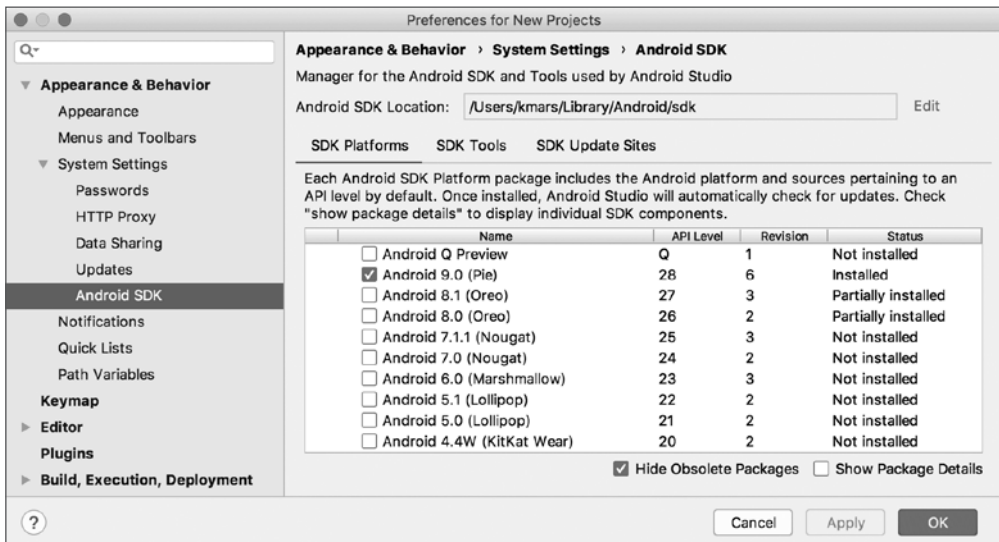 Preferences for New Projects
Appearance & Behavior
Appearance
Menus and Toolbars
System Settings
Passwords
HTTP Proxy
Data Sharing
Updates
Android SDK
Notifications
Quick Lists
Path Variables
Keymap
Editor
Plugins
Build, Execution, Deployment
Appearance & Behavior › System Settings › Android SDK
Manager for the Android SDK and Tools used by Android Studio
Android SDK Location: /Users/kmars/Library/Android/sdk Edit
SDK Platforms SDK Tools SDK Update Sites
Each Android SDK Platform package includes the Android platform and sources pertaining to an
API level by default. Once installed, Android Studio will automatically check for updates. Check
"show package details" to display individual SDK components.
Name API Level Revision Status
Android Q Preview Q 1 Not installed
Android 9.0 (Pie) 28 6 Installed
Android 8.1 (Oreo) 27 3 Partially installed
Android 8.0 (Oreo) 26 2 Partially installed
Android 7.1.1 (Nougat) 25 3 Not installed
Android 7.0 (Nougat) 24 2 Not installed
Android 6.0 (Marshmallow) 23 3 Not installed
Android 5.1 (Lollipop) 22 2 Not installed
Android 5.0 (Lollipop) 21 2 Not installed
Android 4.4W (KitKat Wear) 20 2 Not installed
Hide Obsolete Packages Show Package Details
? Cancel Apply OK